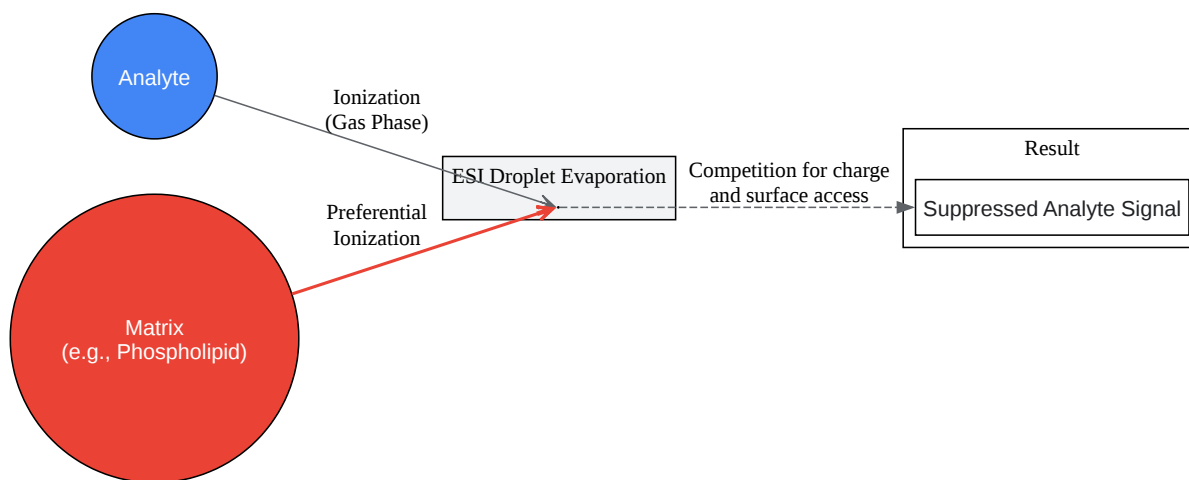 Analyte
Ionization
(Gas Phase)
ESI Droplet Evaporation
Competition for charge
and surface access
Result
Suppressed Analyte Signal
Preferential
Ionization
Matrix
(e.g., Phospholipid)